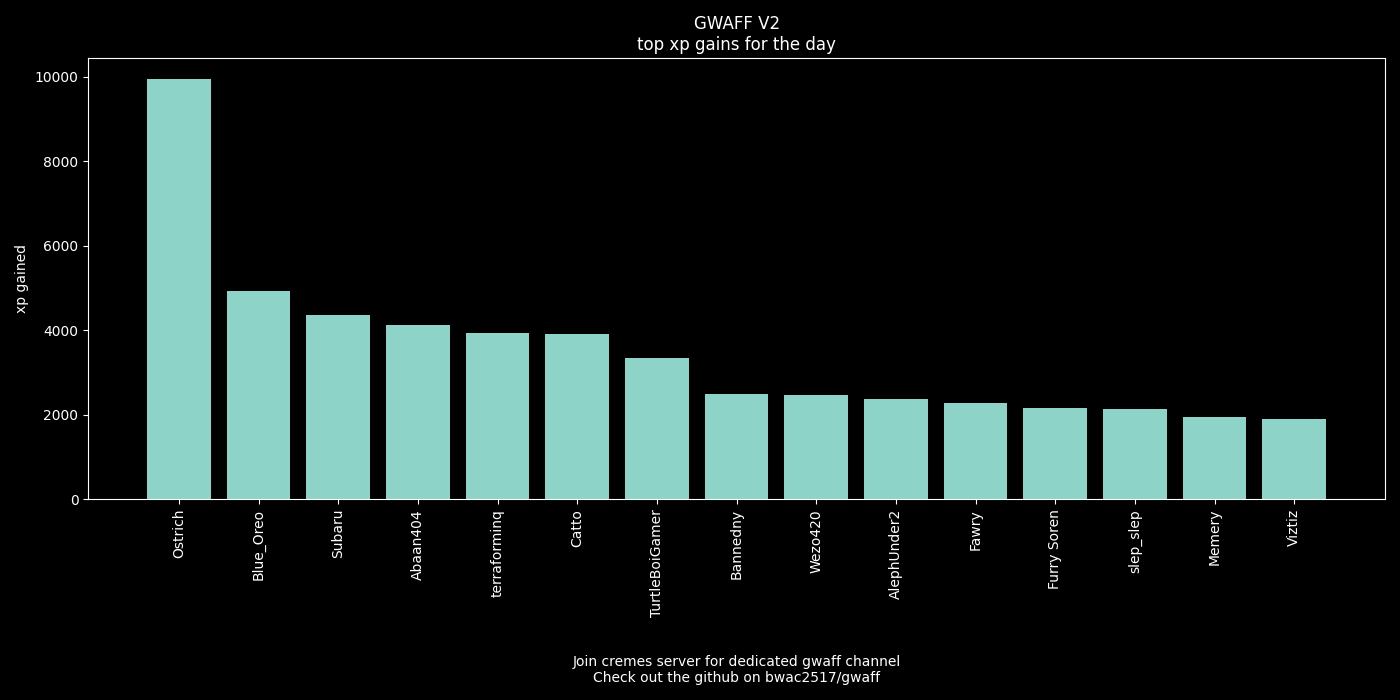 GWAFF V2
top xp gains for the day
10000
8000
6000
4000
2000
0
xp gained
Ostrich
Blue_Oreo
Subaru
Abaan404
terraforminq
Catto
TurtleBoiGamer
Bannedny
Wezo420
AlephUnder2
Fawry
Furry Soren
slep_slep
Memery
Viztiz
Join cremes server for dedicated gwaff channel
Check out the github on bwac2517/gwaff